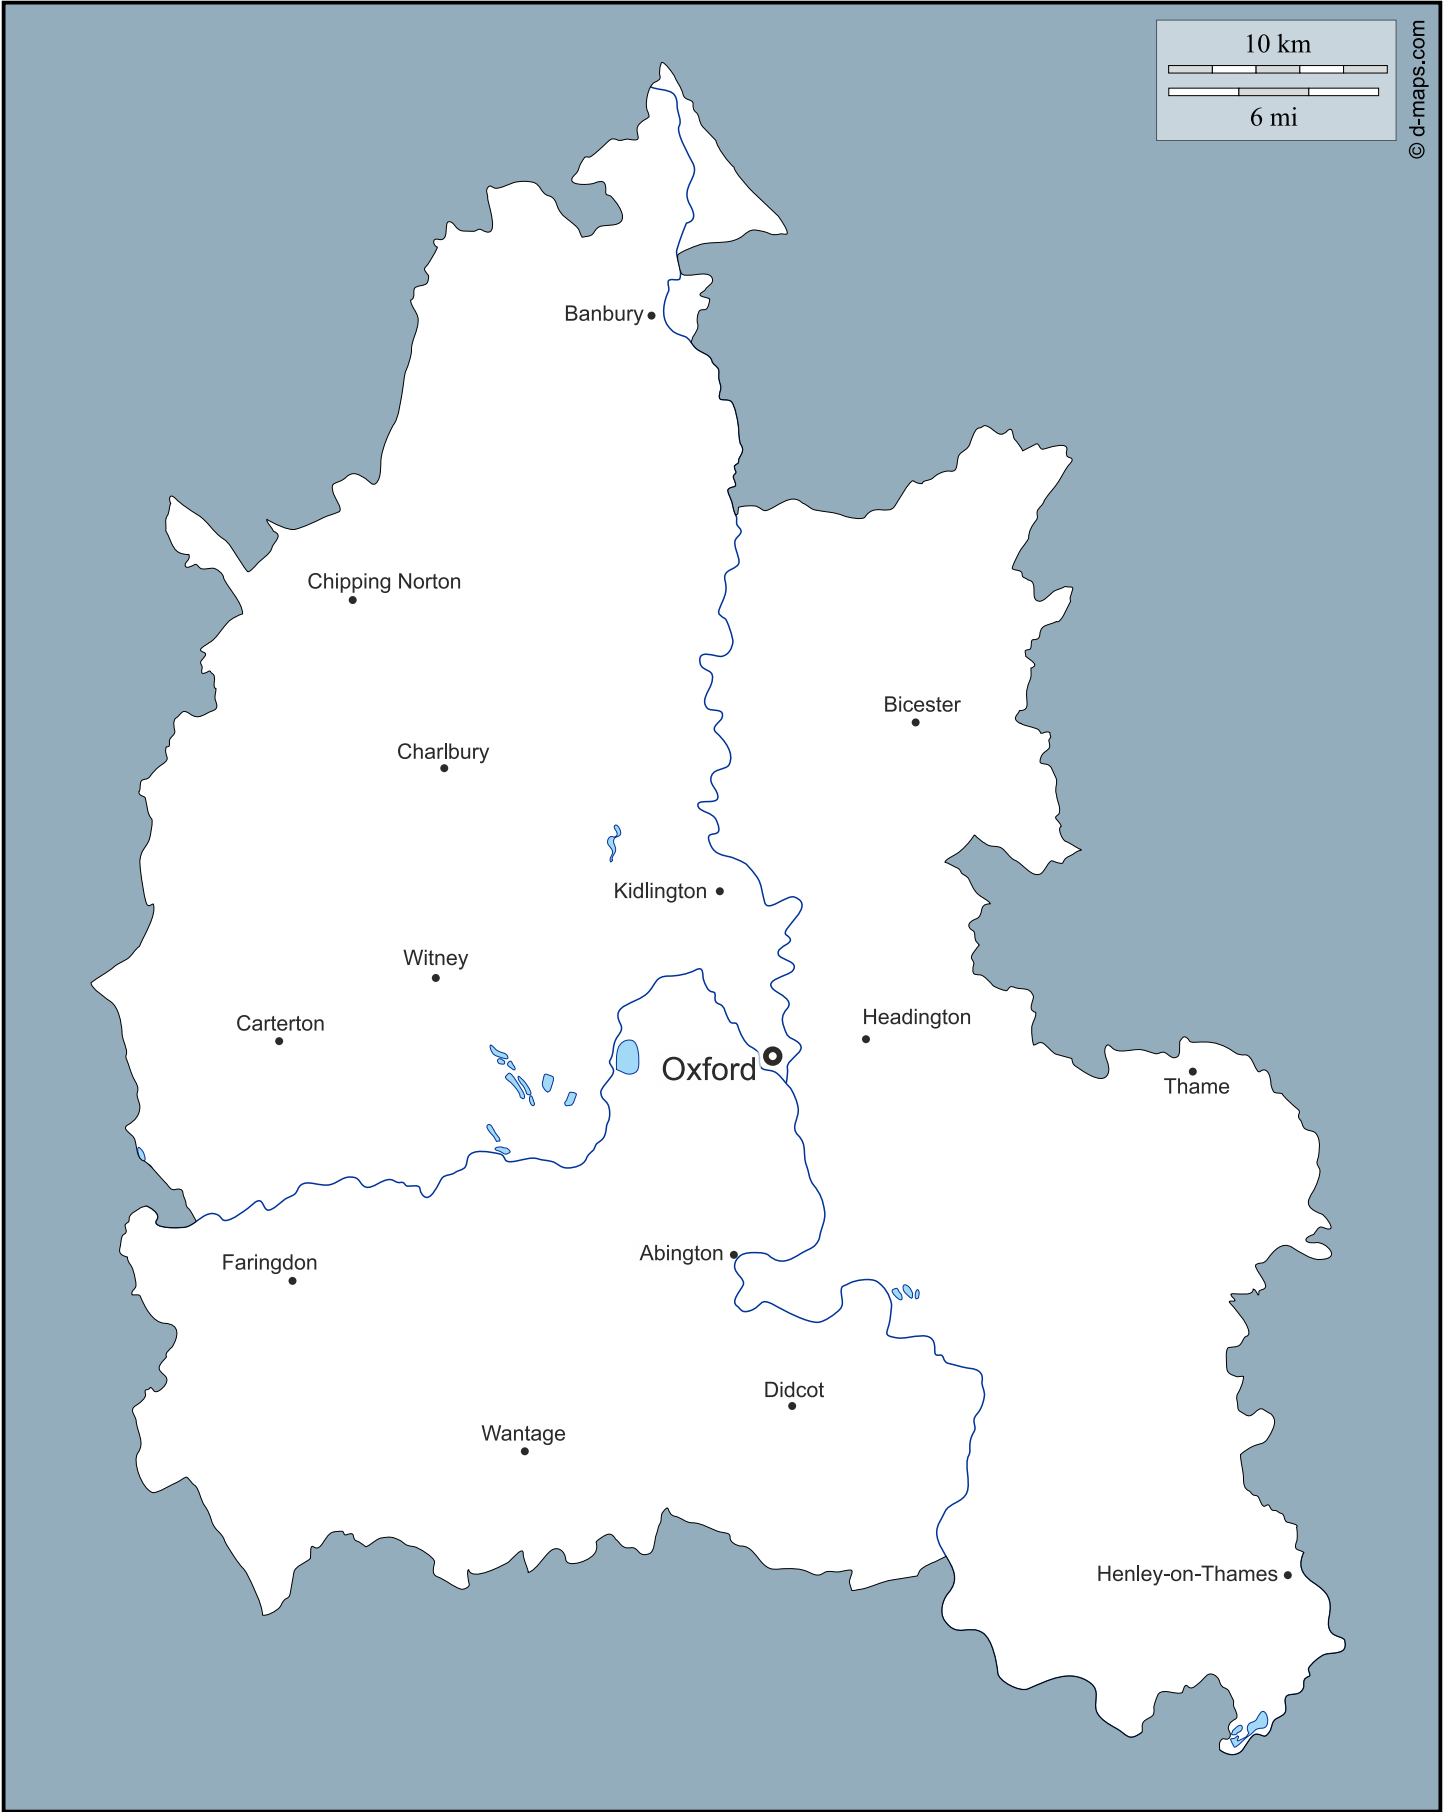 10 km
6 mi
© d-maps.com
Banbury
Chipping Norton
Bicester
Charlbury
Kidlington
Witney
Carterton
Headington
Oxford
Thame
Abington
Faringdon
Didcot
Wantage
Henley-on-Thames